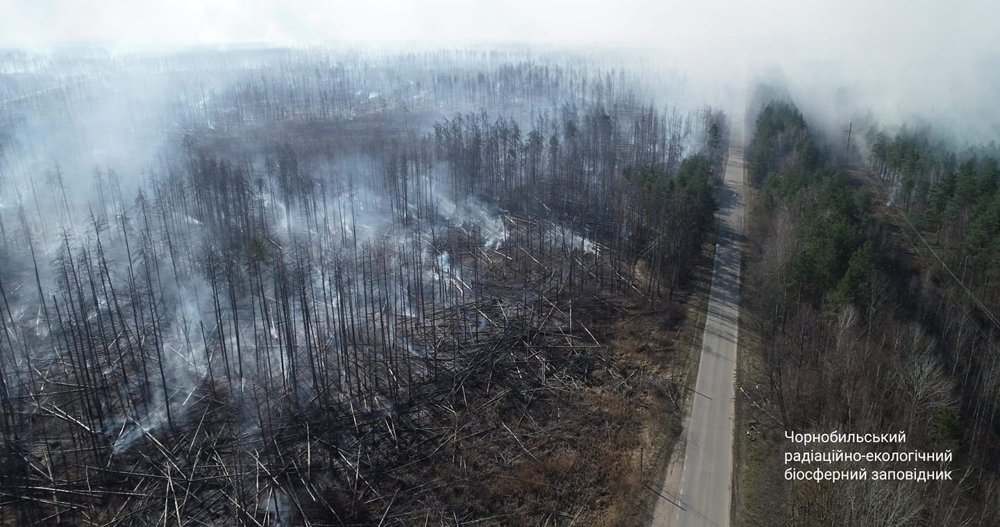 Чорнобильський
радіаційно-екологічний
біосферний заповідник